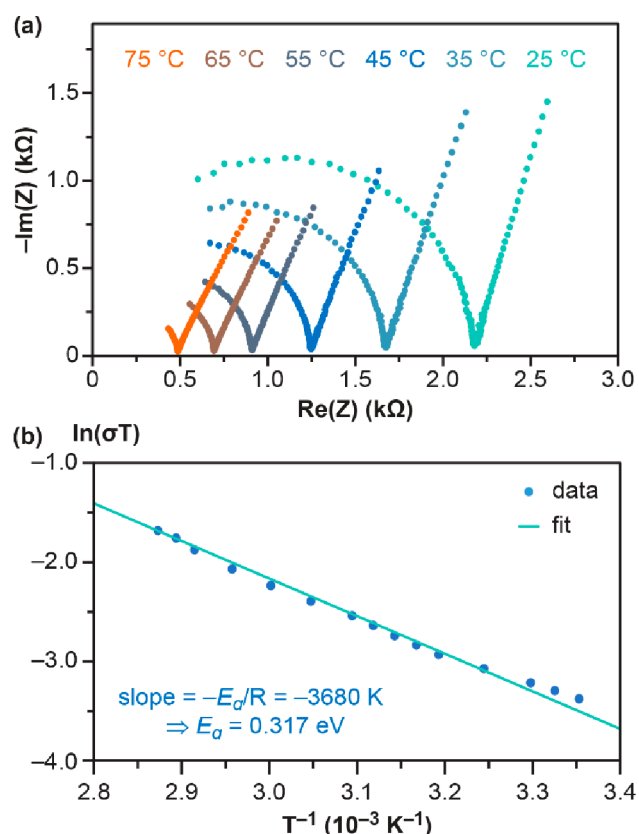 (a)
75 °C 65 °C 55 °C 45 °C 35 °C 25 °C
–Im(Z) (kΩ)
1.5
1.0
0.5
0
0 0.5 1.0 1.5 2.0 2.5 3.0
Re(Z) (kΩ)
(b) ln(σT)
–1.0
–2.0
–3.0
–4.0
data
fit
slope = –Ea/R = –3680 K
⇒ Ea = 0.317 eV
2.8 2.9 3.0 3.1 3.2 3.3 3.4
T⁻¹ (10⁻³ K⁻¹)